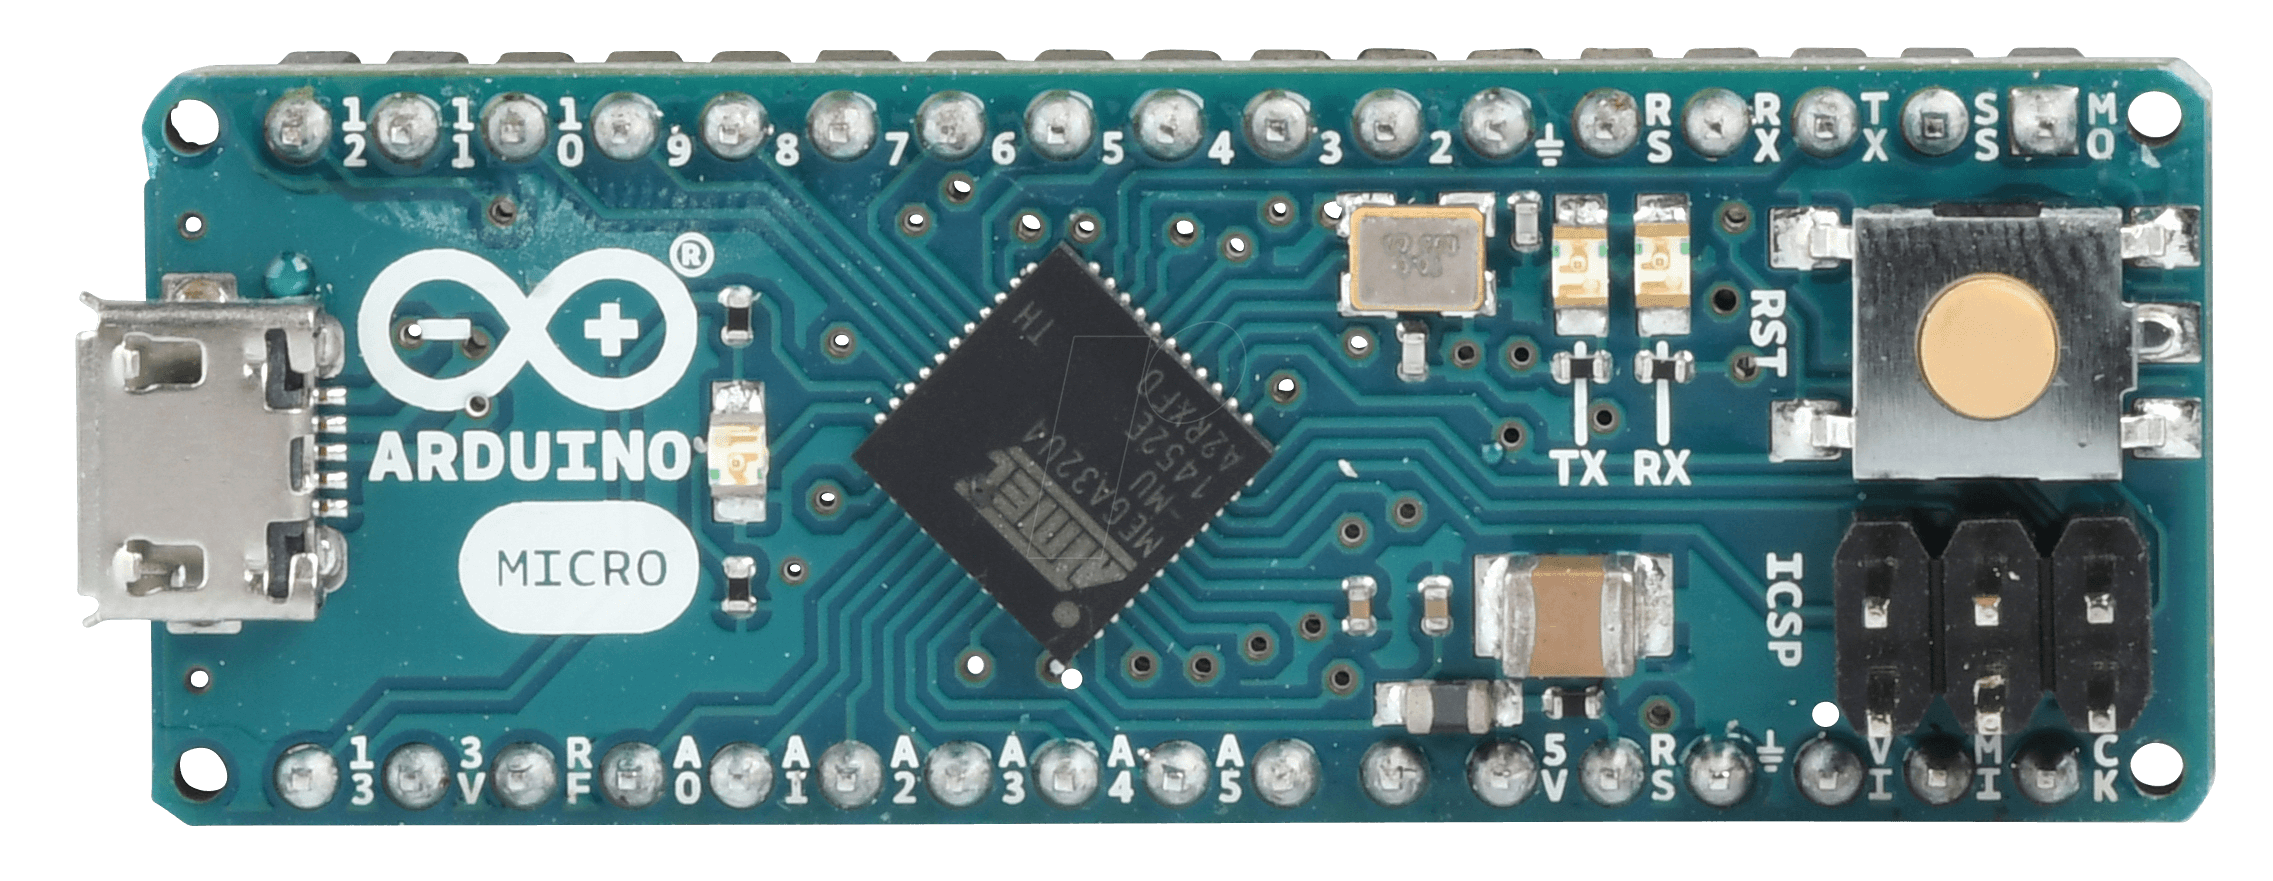 12 11 10 9 8 7 6 5 4 3 2 RS RX TX SS MO
®
ARDUINO
MICRO
TH
ATMEL
MEGA32U4
_MU
1452E
TX RX
RST
ICSP
13 3V RF A0 A1 A2 A3 A4 A5 5V RS VI MI CK